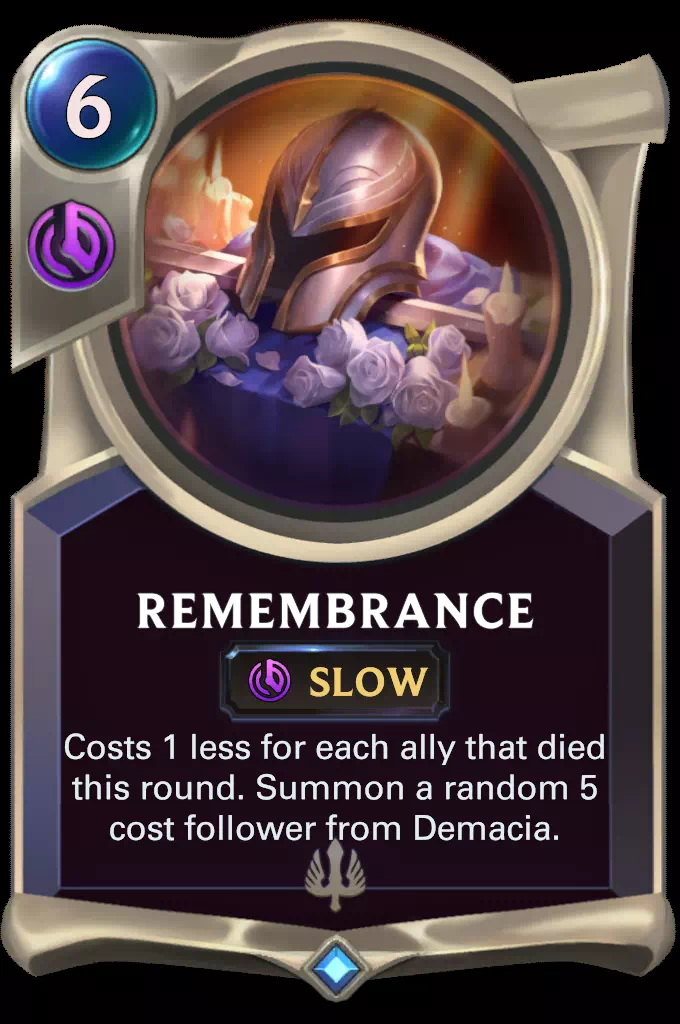 6
REMEMBRANCE
SLOW
Costs 1 less for each ally that died
this round. Summon a random 5
cost follower from Demacia.